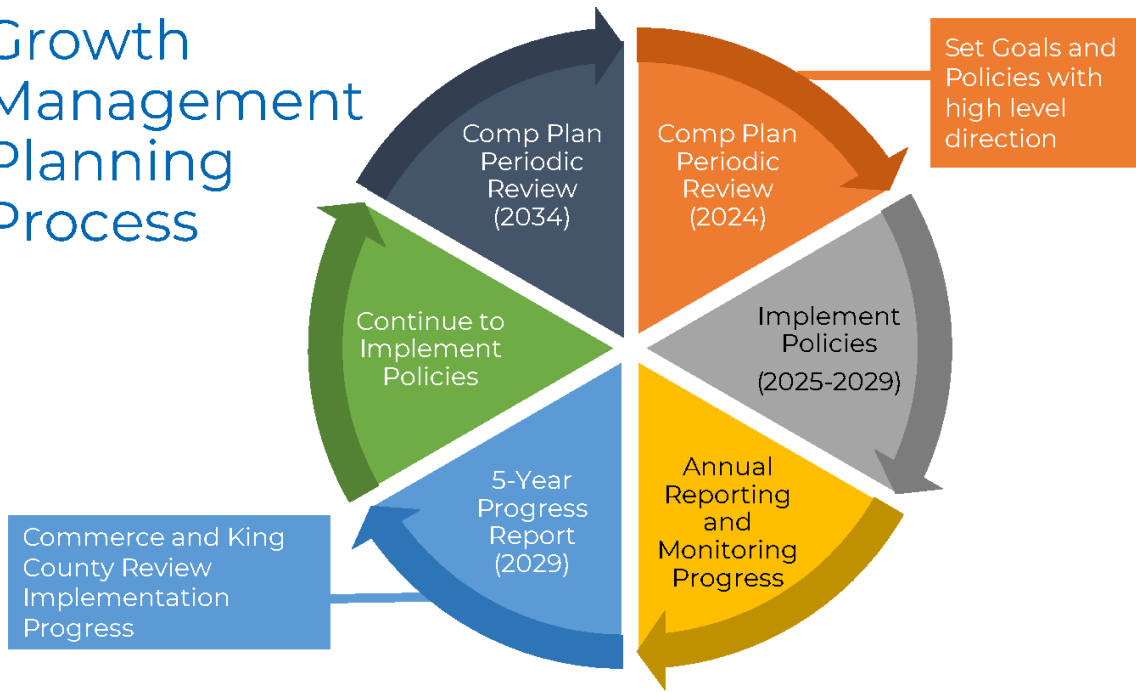 Growth
Management
Planning
Process
Set Goals and
Policies with
high level
direction
Comp Plan
Periodic
Review
(2034)
Comp Plan
Periodic
Review
(2024)
Implement
Policies
(2025-2029)
Annual
Reporting
and
Monitoring
Progress
5-Year
Progress
Report
(2029)
Continue to
Implement
Policies
Commerce and King
County Review
Implementation
Progress